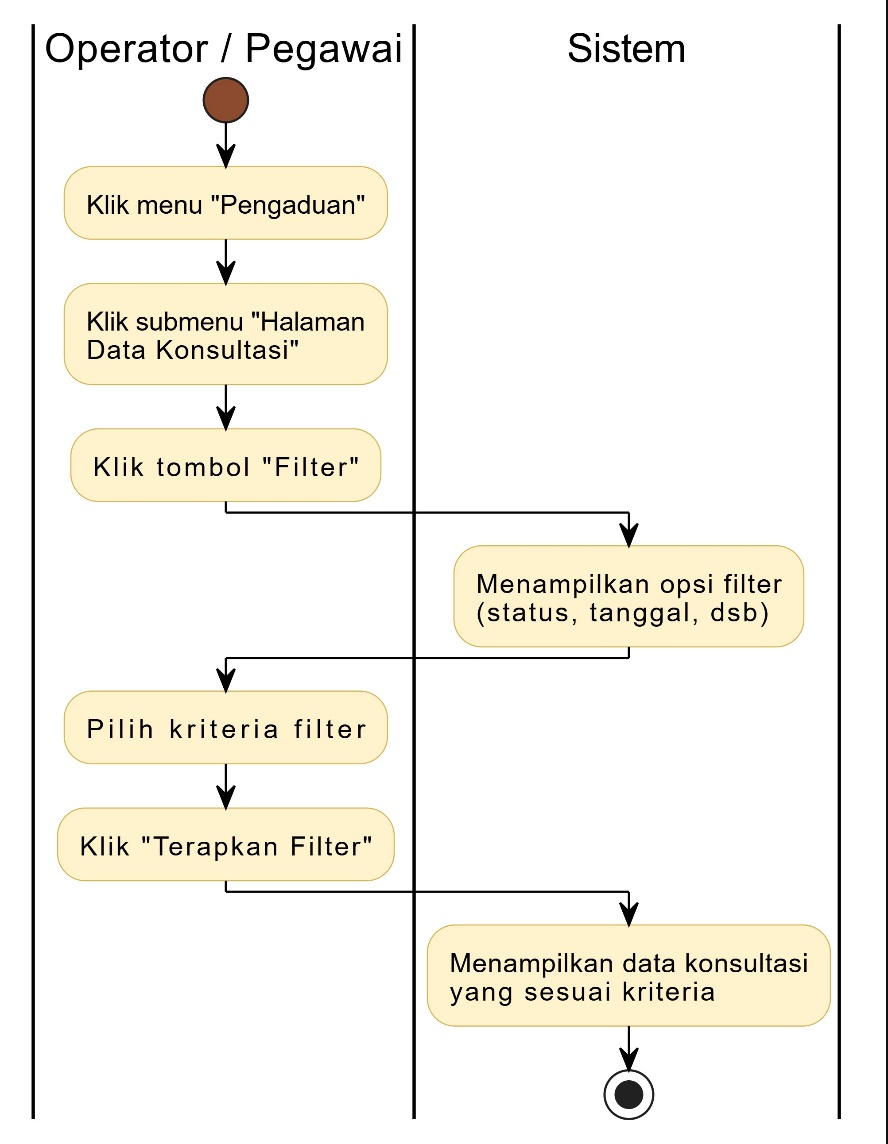 Operator / Pegawai
Sistem
Klik menu "Pengaduan"
Klik submenu "Halaman
Data Konsultasi"
Klik tombol "Filter"
Menampilkan opsi filter
(status, tanggal, dsb)
Pilih kriteria filter
Klik "Terapkan Filter"
Menampilkan data konsultasi
yang sesuai kriteria